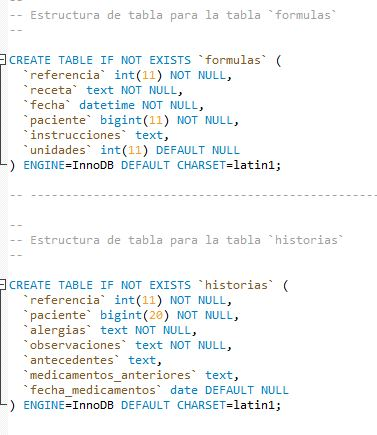 --
-- Estructura de tabla para la tabla `formulas`
--
CREATE TABLE IF NOT EXISTS `formulas` (
`referencia` int(11) NOT NULL,
`receta` text NOT NULL,
`fecha` datetime NOT NULL,
`paciente` bigint(11) NOT NULL,
`instrucciones` text,
`unidades` int(11) DEFAULT NULL
) ENGINE=InnoDB DEFAULT CHARSET=latin1;
-- --------------------------------------------------------
--
-- Estructura de tabla para la tabla `historias`
--
CREATE TABLE IF NOT EXISTS `historias` (
`referencia` int(11) NOT NULL,
`paciente` bigint(20) NOT NULL,
`alergias` text NOT NULL,
`observaciones` text NOT NULL,
`antecedentes` text,
`medicamentos_anteriores` text,
`fecha_medicamentos` date DEFAULT NULL
) ENGINE=InnoDB DEFAULT CHARSET=latin1;